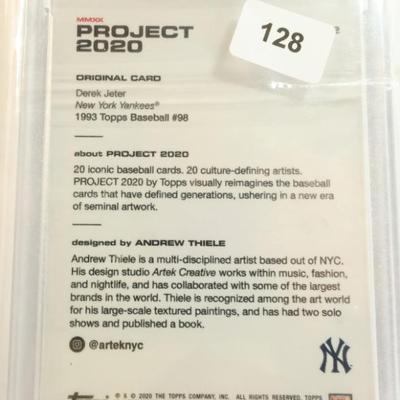 MMXX
PROJECT
2020
128
ORIGINAL CARD
Derek Jeter
New York Yankees®
1993 Topps Baseball #98
about PROJECT 2020
20 iconic baseball cards. 20 culture-defining artists.
PROJECT 2020 by Topps visually reimagines the baseball
cards that have defined generations, ushering in a new era
of seminal artwork.
designed by ANDREW THIELE
Andrew Thiele is a multi-disciplined artist based out of NYC.
His design studio Artek Creative works within music, fashion,
and nightlife, and has collaborated with some of the largest
brands in the world. Thiele is recognized among the art world
for his large-scale textured paintings, and has had two solo
shows and published a book.
@arteknyc
NY
® & © 2020 THE TOPPS COMPANY, INC. ALL RIGHTS RESERVED. TOPPS